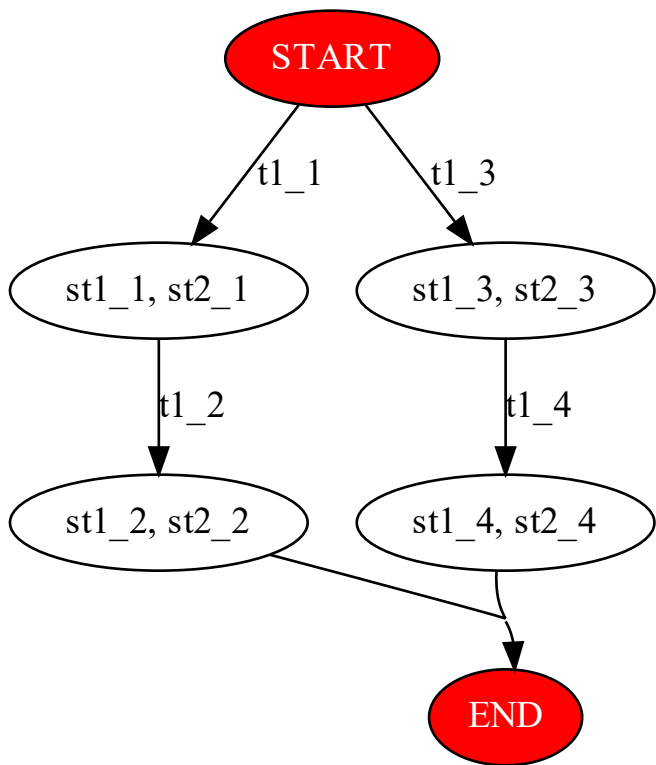 START
t1_1
t1_3
st1_1, st2_1
st1_3, st2_3
t1_2
t1_4
st1_2, st2_2
st1_4, st2_4
END